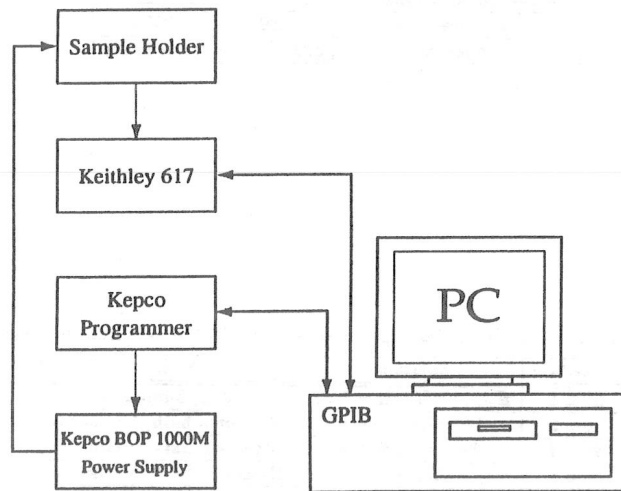 Sample Holder
Keithley 617
Kepco
Programmer
Kepco BOP 1000M
Power Supply
PC
GPIB